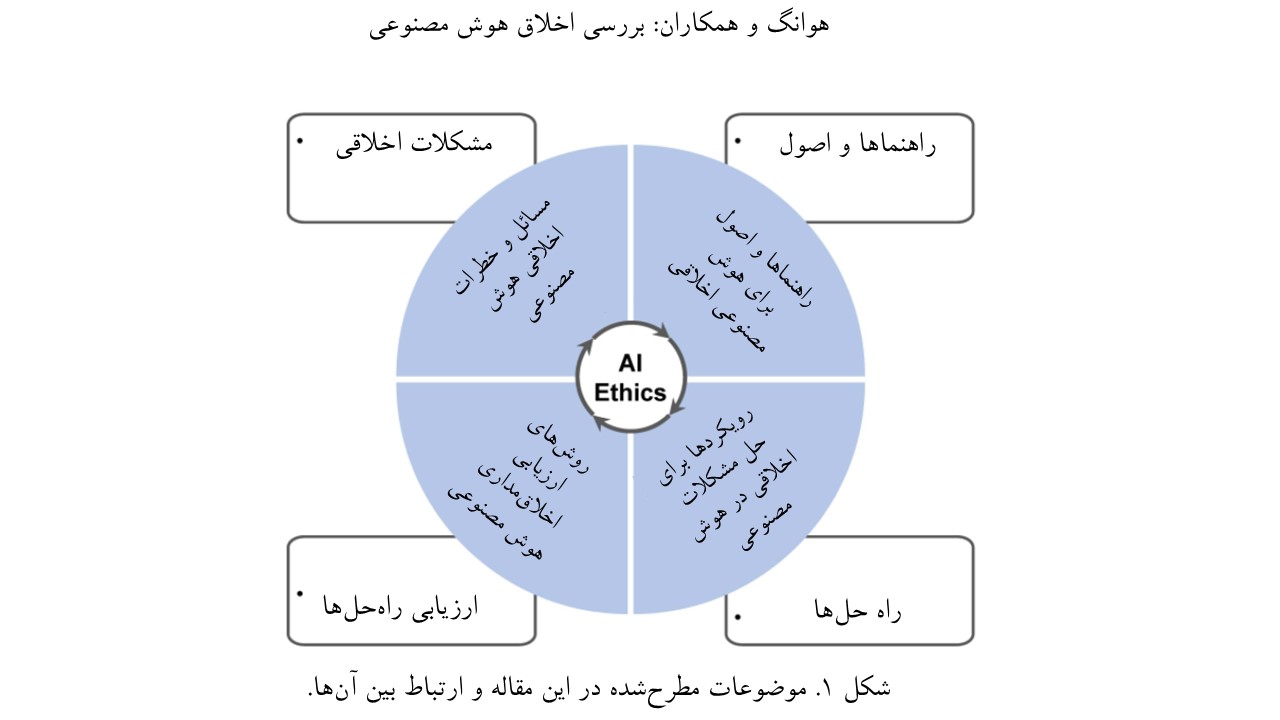 هوانگ و همکاران: بررسی اخلاق هوش مصنوعی
راهنماها و اصول
مشکلات اخلاقی
راهنماها و اصول
برای هوش
مصنوعی اخلاقی
مسائل و خطرات
اخلاقی هوش
مصنوعی
AI
Ethics
رویکردها برای
حل مشکلات
اخلاقی در هوش
مصنوعی
روش‌های
ارزیابی
اخلاق‌مداری
هوش مصنوعی
راه حل‌ها
ارزیابی راه‌حل‌ها
شکل ۱. موضوعات مطرح‌شده در این مقاله و ارتباط بین آن‌ها.